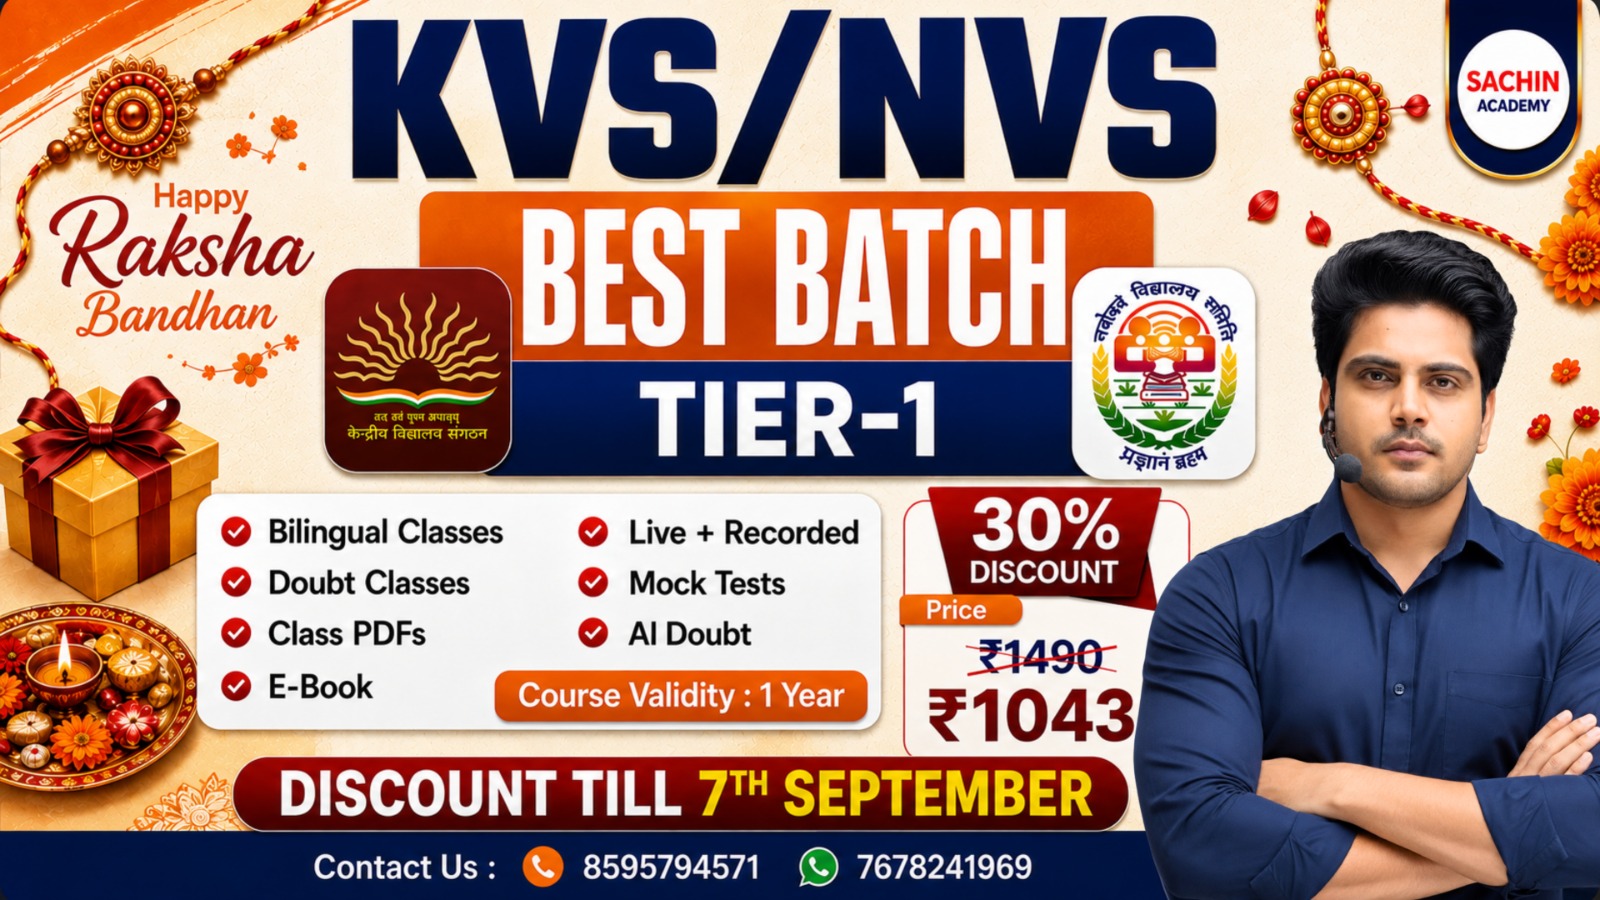 KVS/NVS
SACHIN
ACADEMY
Happy
Raksha
Bandhan
BEST BATCH
TIER-1
केन्द्रीय विद्यालय संगठन
नवोदय विद्यालय समिति
प्रज्ञानं ब्रह्म
Bilingual Classes
Doubt Classes
Class PDFs
E-Book
Live + Recorded
Mock Tests
AI Doubt
Course Validity : 1 Year
30%
DISCOUNT
Price
₹1490
₹1043
DISCOUNT TILL 7TH SEPTEMBER
Contact Us : 8595794571 7678241969